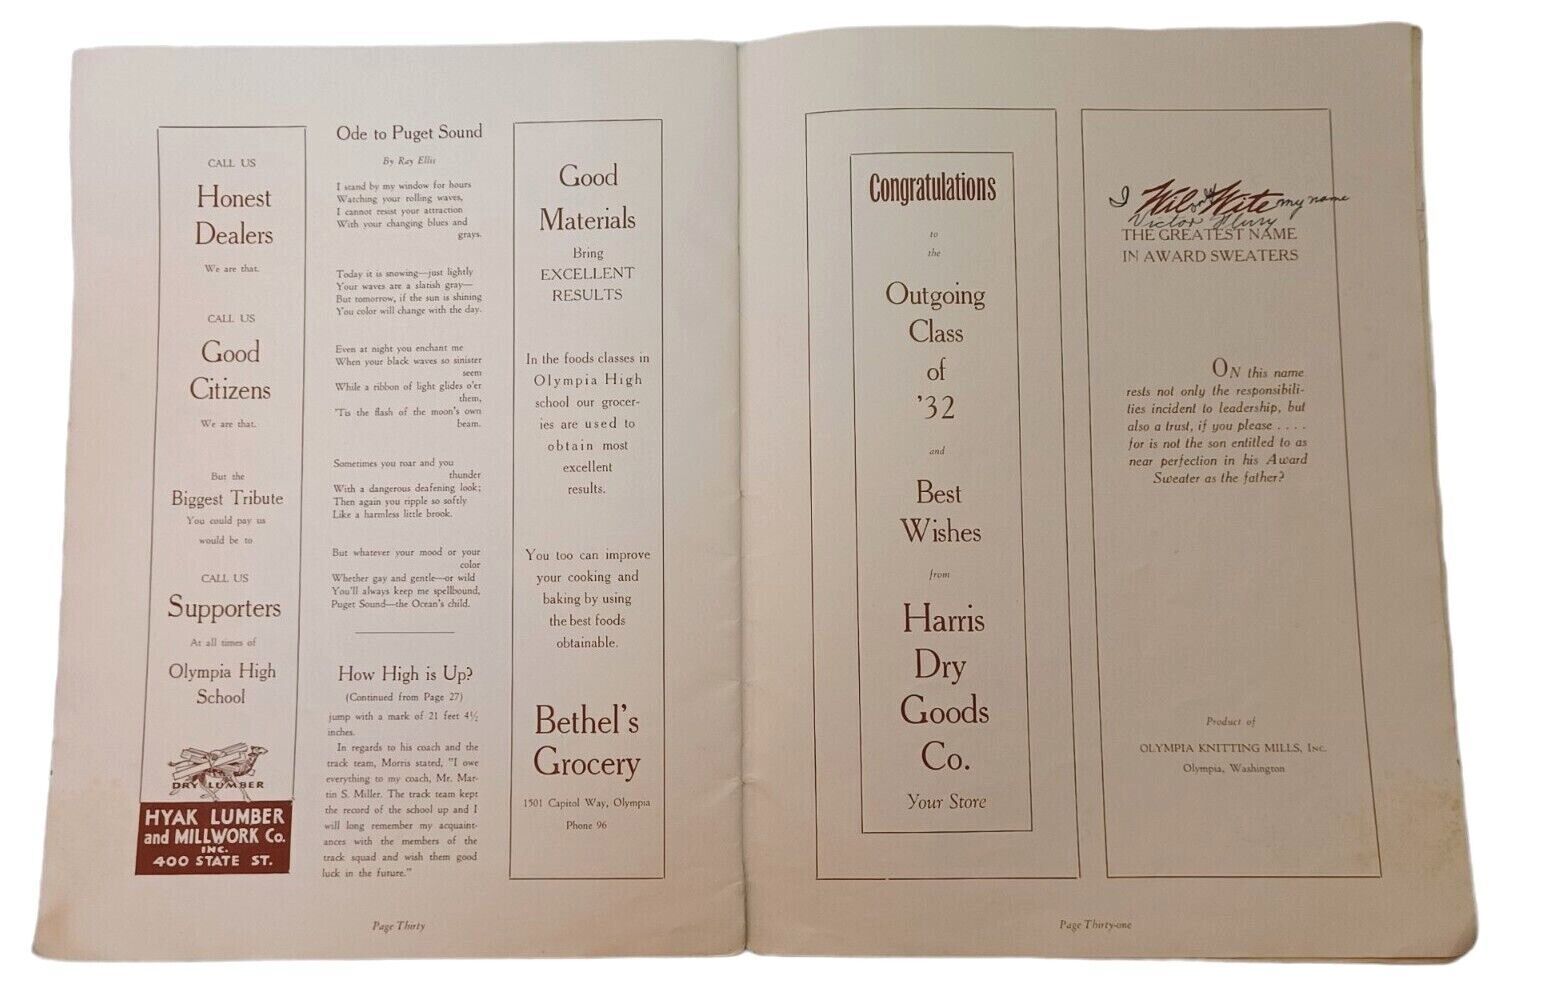 CALL US
Honest
Dealers
We are that.
CALL US
Good
Citizens
We are that.
But the
Biggest Tribute
You could pay us
would be to
CALL US
Supporters
At all times of
Olympia High
School
DRY LUMBER
HYAK LUMBER
and MILLWORK Co.
INC.
400 STATE ST.
Ode to Puget Sound
By Ray Ellis
I stand by my window for hours
Watching your rolling waves,
I cannot resist your attraction
With your changing blues and
grays.
Today it is snowing—just lightly
Your waves are a slatish gray—
But tomorrow, if the sun is shining
You color will change with the day.
Even at night you enchant me
When your black waves so sinister
seem
While a ribbon of light glides o'er
them,
'Tis the flash of the moon's own
beam.
Sometimes you roar and you
thunder
With a dangerous deafening look;
Then again you ripple so softly
Like a harmless little brook.
But whatever your mood or your
color
Whether gay and gentle—or wild
You'll always keep me spellbound,
Puget Sound—the Ocean's child.
How High is Up?
(Continued from Page 27)
jump with a mark of 21 feet 4½
inches.
In regards to his coach and the
track team, Morris stated, "I owe
everything to my coach, Mr. Mar-
tin S. Miller. The track team kept
the record of the school up and I
will long remember my acquaint-
ances with the members of the
track squad and wish them good
luck in the future."
Good
Materials
Bring
EXCELLENT
RESULTS
In the foods classes in
Olympia High
school our grocer-
ies are used to
obtain most
excellent
results.
You too can improve
your cooking and
baking by using
the best foods
obtainable.
Bethel's
Grocery
1501 Capitol Way, Olympia
Phone 96
Page Thirty
Congratulations
to
the
Outgoing
Class
of
'32
and
Best
Wishes
from
Harris
Dry
Goods
Co.
Your Store
I Wil Wite my name
Victor
THE GREATEST NAME
IN AWARD SWEATERS
ON this name
rests not only the responsibili-
ties incident to leadership, but
also a trust, if you please . . . .
for is not the son entitled to as
near perfection in his Award
Sweater as the father?
Product of
OLYMPIA KNITTING MILLS, INC.
Olympia, Washington
Page Thirty-one